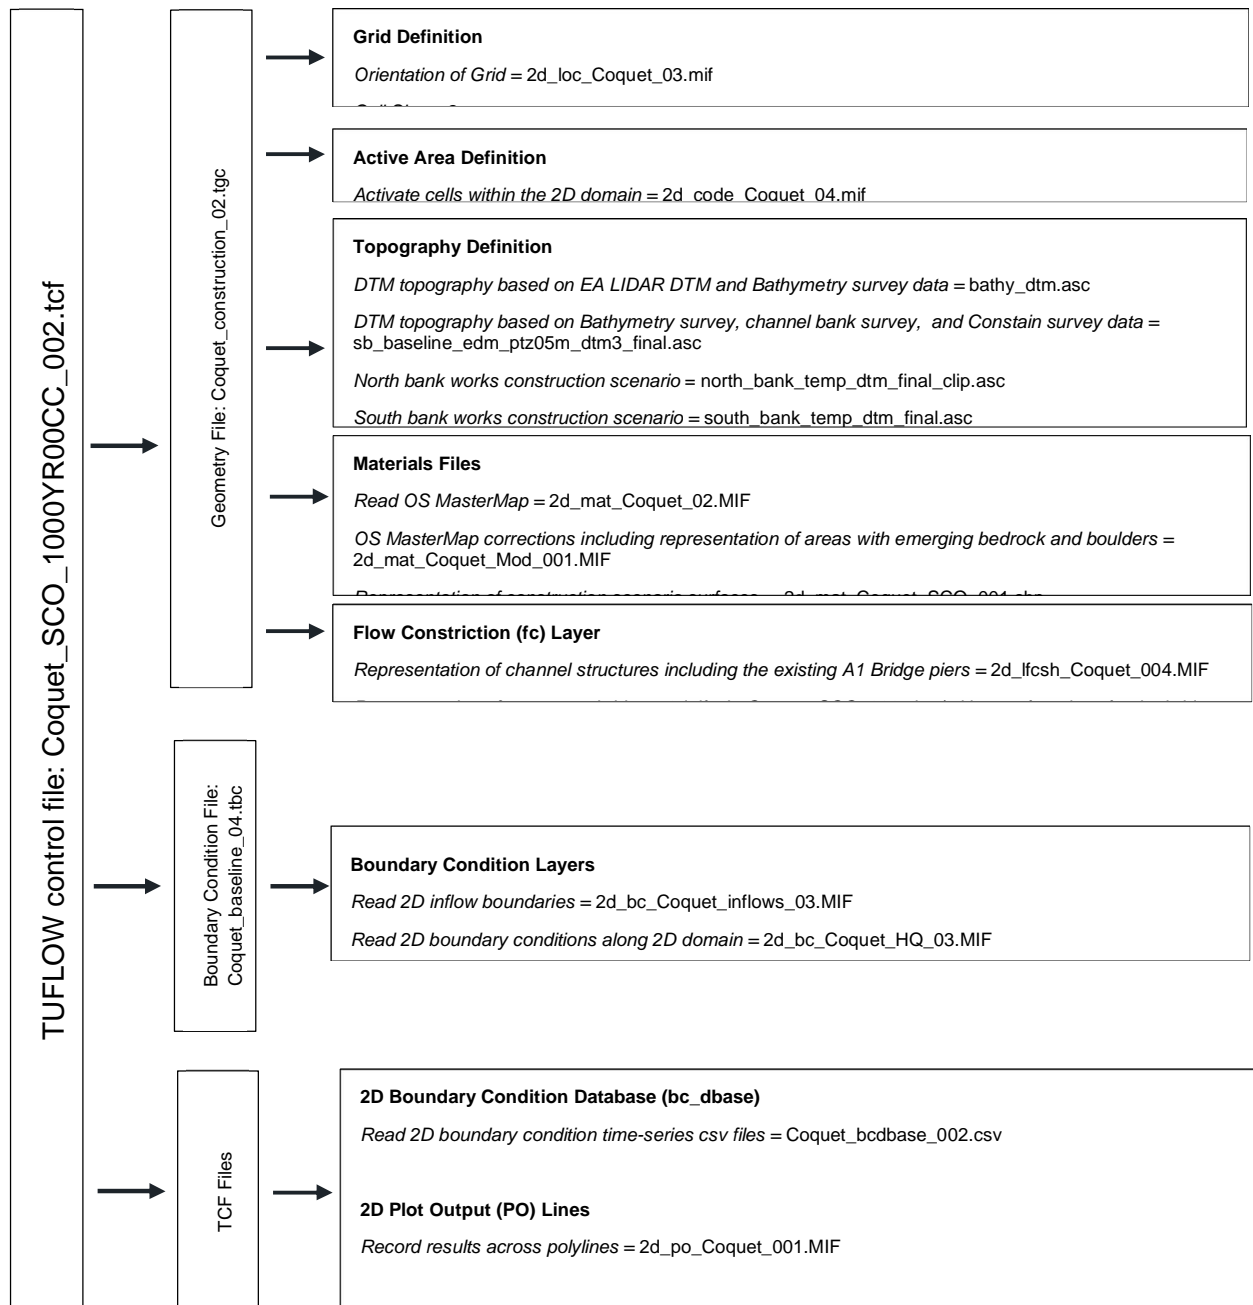 TUFLOW control file: Coquet_SCO_1000YR00CC_002.tcf
Geometry File: Coquet_construction_02.tgc
Grid Definition
Orientation of Grid = 2d_loc_Coquet_03.mif
Active Area Definition
Activate cells within the 2D domain = 2d_code_Coquet_04.mif
Topography Definition
DTM topography based on EA LIDAR DTM and Bathymetry survey data = bathy_dtm.asc
DTM topography based on Bathymetry survey, channel bank survey, and Constain survey data =
sb_baseline_edm_ptz05m_dtm3_final.asc
North bank works construction scenario = north_bank_temp_dtm_final_clip.asc
South bank works construction scenario = south_bank_temp_dtm_final.asc
Materials Files
Read OS MasterMap = 2d_mat_Coquet_02.MIF
OS MasterMap corrections including representation of areas with emerging bedrock and boulders =
2d_mat_Coquet_Mod_001.MIF
Representation of construction scenario surfaces = 2d_mat_Coquet_SCO_001.shp
Flow Constriction (fc) Layer
Representation of channel structures including the existing A1 Bridge piers = 2d_lfcsh_Coquet_004.MIF
Boundary Condition File:
Coquet_baseline_04.tbc
Boundary Condition Layers
Read 2D inflow boundaries = 2d_bc_Coquet_inflows_03.MIF
Read 2D boundary conditions along 2D domain = 2d_bc_Coquet_HQ_03.MIF
TCF Files
2D Boundary Condition Database (bc_dbase)
Read 2D boundary condition time-series csv files = Coquet_bcdbase_002.csv
2D Plot Output (PO) Lines
Record results across polylines = 2d_po_Coquet_001.MIF